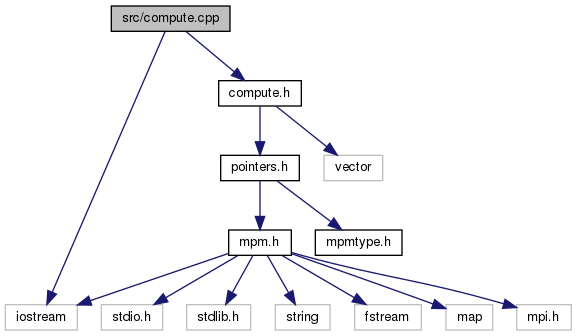 src/compute.cpp
compute.h
pointers.h
vector
mpm.h
mpmtype.h
iostream
stdio.h
stdlib.h
string
fstream
map
mpi.h